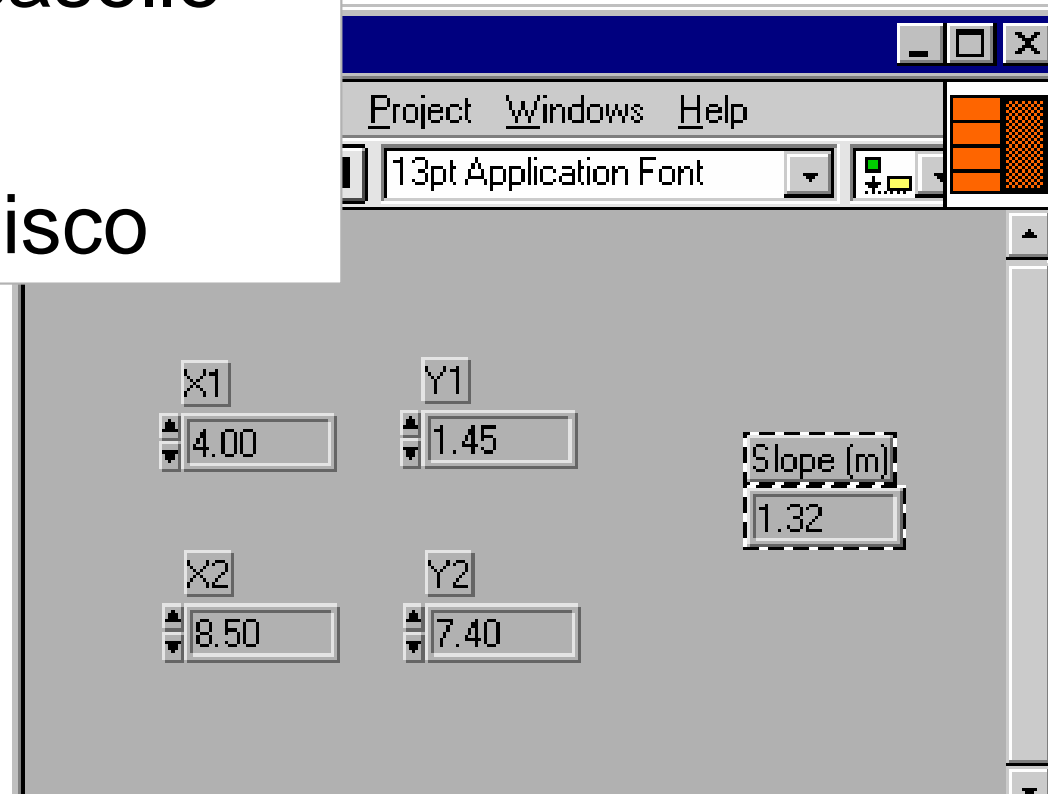 isco
Project Windows Help
13pt Application Font
X1 Y1
4.00 1.45
Slope (m)
1.32
X2 Y2
8.50 7.40